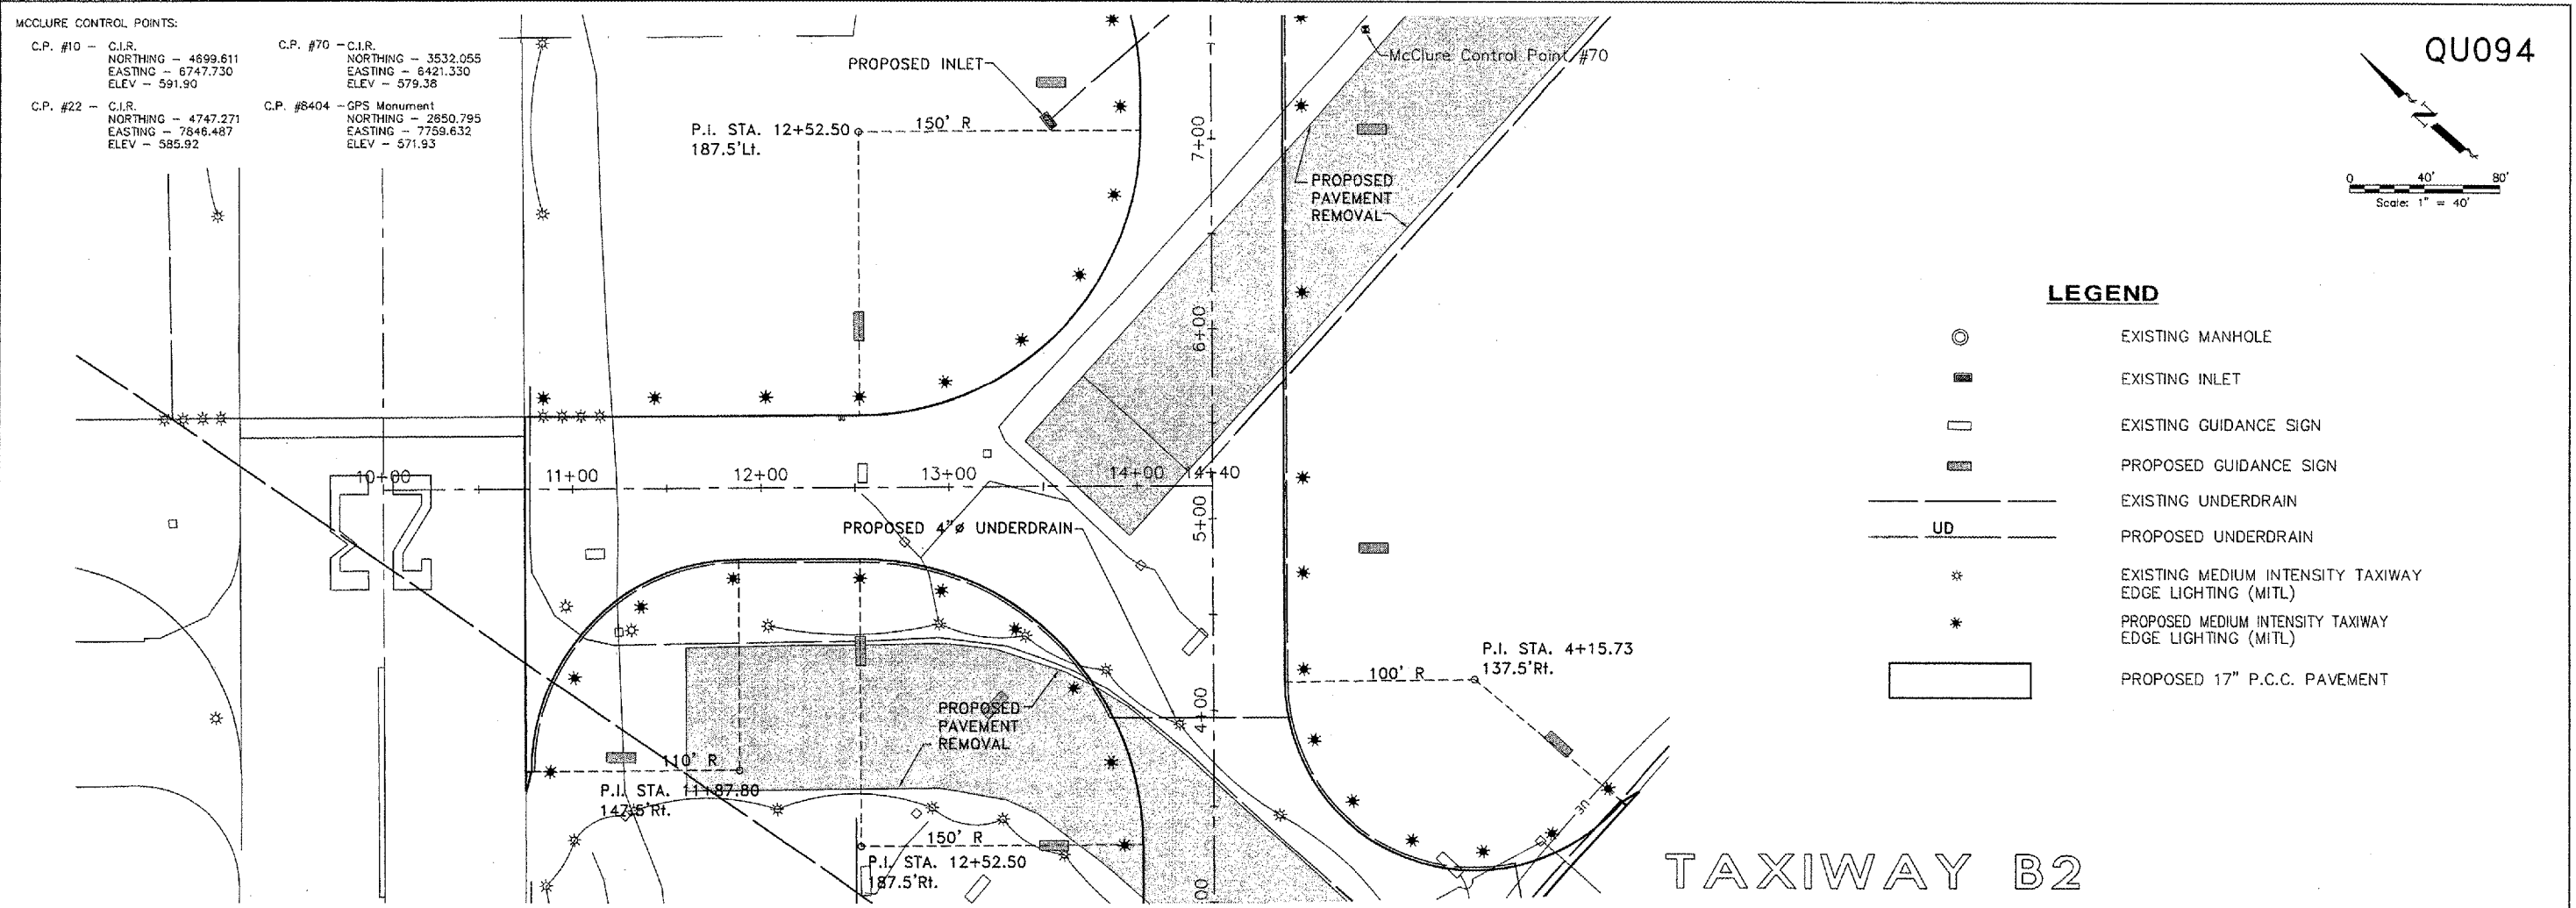 MCCLURE CONTROL POINTS:
C.P. #10 – C.I.R.
NORTHING – 4699.611
EASTING – 6747.730
ELEV – 591.90
C.P. #70 – C.I.R.
NORTHING – 3532.055
EASTING – 6421.330
ELEV – 579.38
C.P. #22 – C.I.R.
NORTHING – 4747.271
EASTING – 7846.487
ELEV – 585.92
C.P. #8404 – GPS Monument
NORTHING – 2650.795
EASTING – 7759.632
ELEV – 571.93
PROPOSED INLET
P.I. STA. 12+52.50
187.5'Lt.
150' R
McClure Control Point #70
7+00
PROPOSED
PAVEMENT
REMOVAL
6+00
QU094
N
0 40' 80'
Scale: 1" = 40'
LEGEND
EXISTING MANHOLE
EXISTING INLET
EXISTING GUIDANCE SIGN
PROPOSED GUIDANCE SIGN
EXISTING UNDERDRAIN
UD
PROPOSED UNDERDRAIN
EXISTING MEDIUM INTENSITY TAXIWAY
EDGE LIGHTING (MITL)
PROPOSED MEDIUM INTENSITY TAXIWAY
EDGE LIGHTING (MITL)
PROPOSED 17" P.C.C. PAVEMENT
10+00
11+00
12+00
13+00
14+00
14+40
23
PROPOSED 4"ø UNDERDRAIN
5+00
P.I. STA. 4+15.73
137.5'Rt.
100' R
4+00
PROPOSED
PAVEMENT
REMOVAL
110' R
P.I. STA. 11+87.80
147.5'Rt.
150' R
P.I. STA. 12+52.50
187.5'Rt.
00
TAXIWAY B2